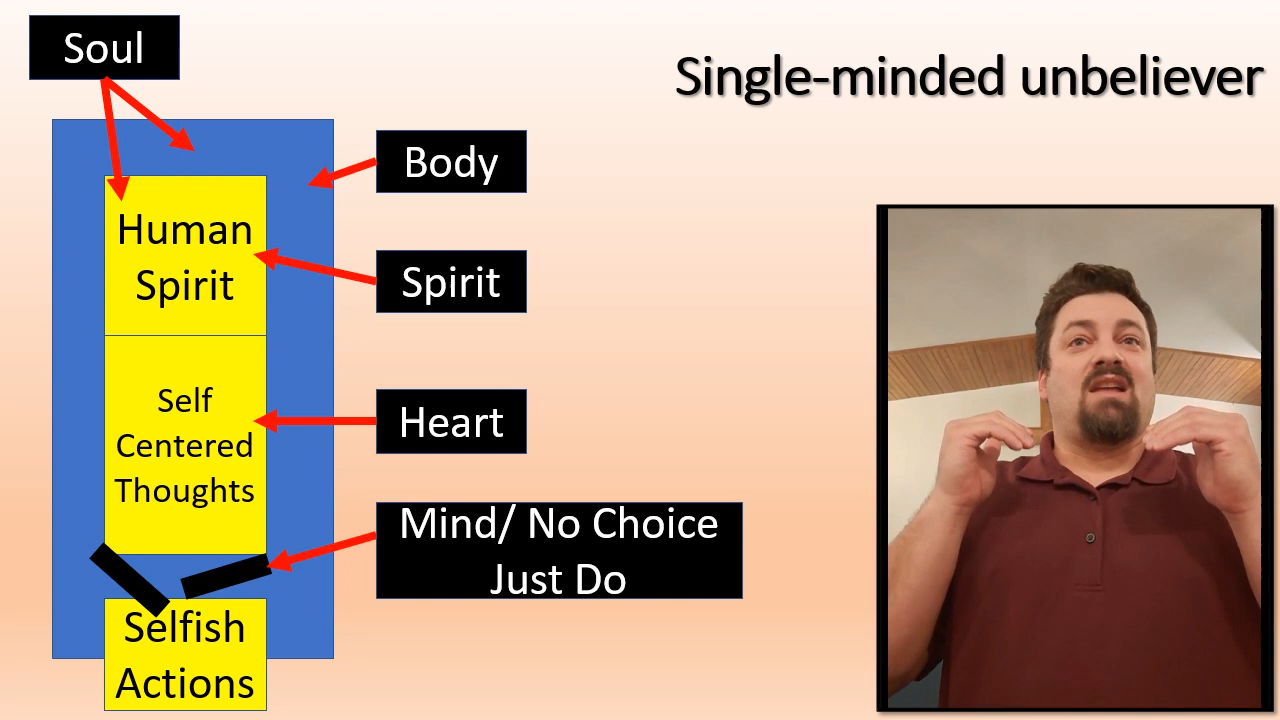 Soul
Single-minded unbeliever
Body
Human
Spirit
Spirit
Self
Centered
Thoughts
Heart
Mind/ No Choice
Just Do
Selfish
Actions